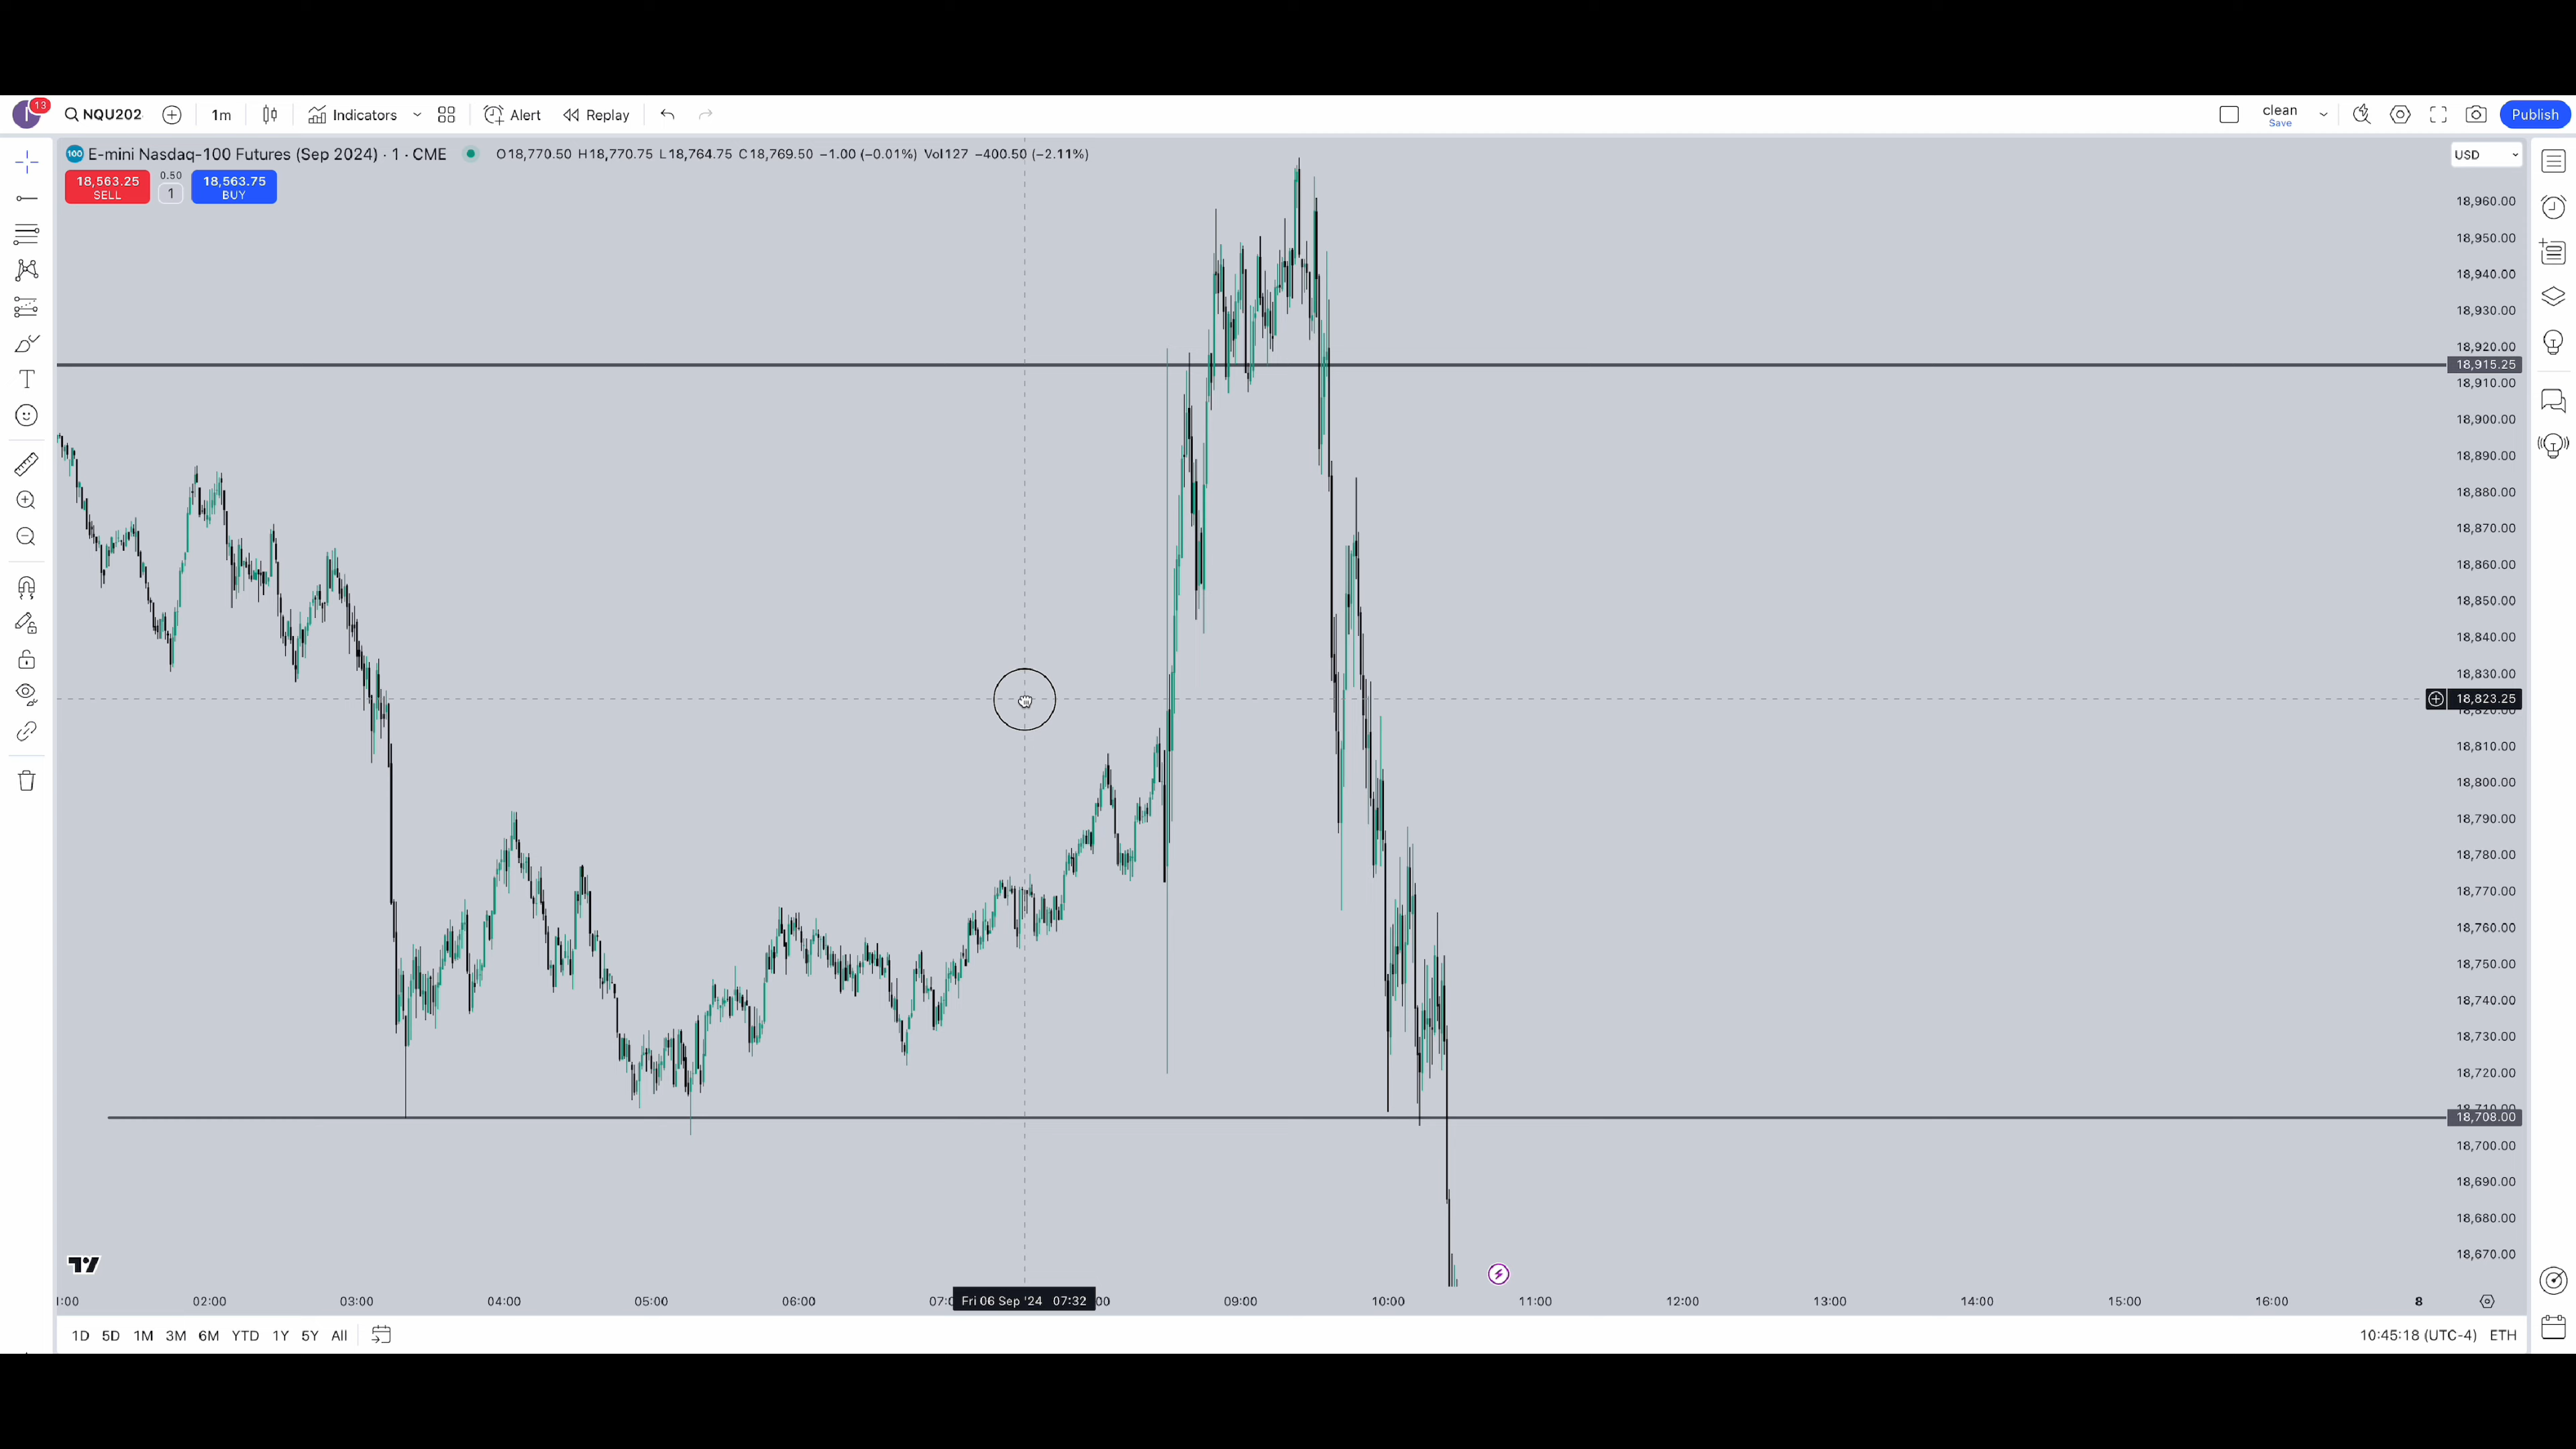 13
NQU202
1m
Indicators
Alert
Replay
clean
Save
Publish
100 E-mini Nasdaq-100 Futures (Sep 2024) · 1 · CME
O18,770.50 H18,770.75 L18,764.75 C18,769.50 −1.00 (−0.01%) Vol127 −400.50 (−2.11%)
USD
18,563.25
SELL
0.50
1
18,563.75
BUY
18,960.00
18,950.00
18,940.00
18,930.00
18,920.00
18,915.25
18,910.00
18,900.00
18,890.00
18,880.00
18,870.00
18,860.00
18,850.00
18,840.00
18,830.00
18,823.25
18,820.00
18,810.00
18,800.00
18,790.00
18,780.00
18,770.00
18,760.00
18,750.00
18,740.00
18,730.00
18,720.00
18,710.00
18,708.00
18,700.00
18,690.00
18,680.00
18,670.00
:00 02:00 03:00 04:00 05:00 06:00 Fri 06 Sep '24 07:32 09:00 10:00 11:00 12:00 13:00 14:00 15:00 16:00 8
1D 5D 1M 3M 6M YTD 1Y 5Y All
10:45:18 (UTC-4) ETH